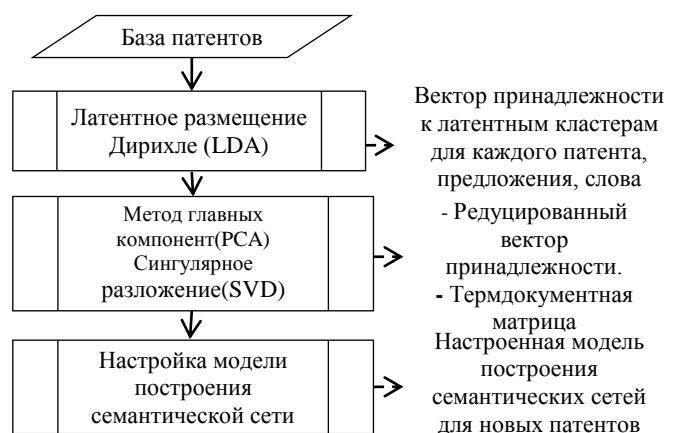 База патентов
Латентное размещение
Дирихле (LDA)
Вектор принадлежности
к латентным кластерам
для каждого патента,
предложения, слова
Метод главных
компонент(PCA)
Сингулярное
разложение(SVD)
- Редуцированный
вектор
принадлежности.
- Термдокументная
матрица
Настройка модели
построения
семантической сети
Настроенная модель
построения
семантических сетей
для новых патентов